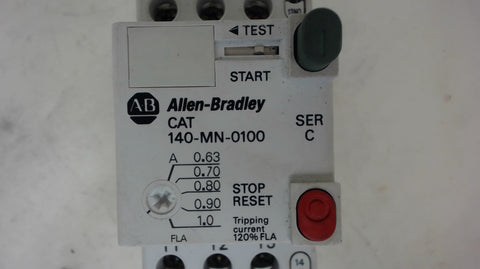 ◄ TEST
START
AB Allen-Bradley
CAT
140-MN-0100
SER
C
A 0.63
0.70
0.80
0.90
1.0
FLA
STOP
RESET
Tripping
current
120% FLA
T1 T2 T3
14